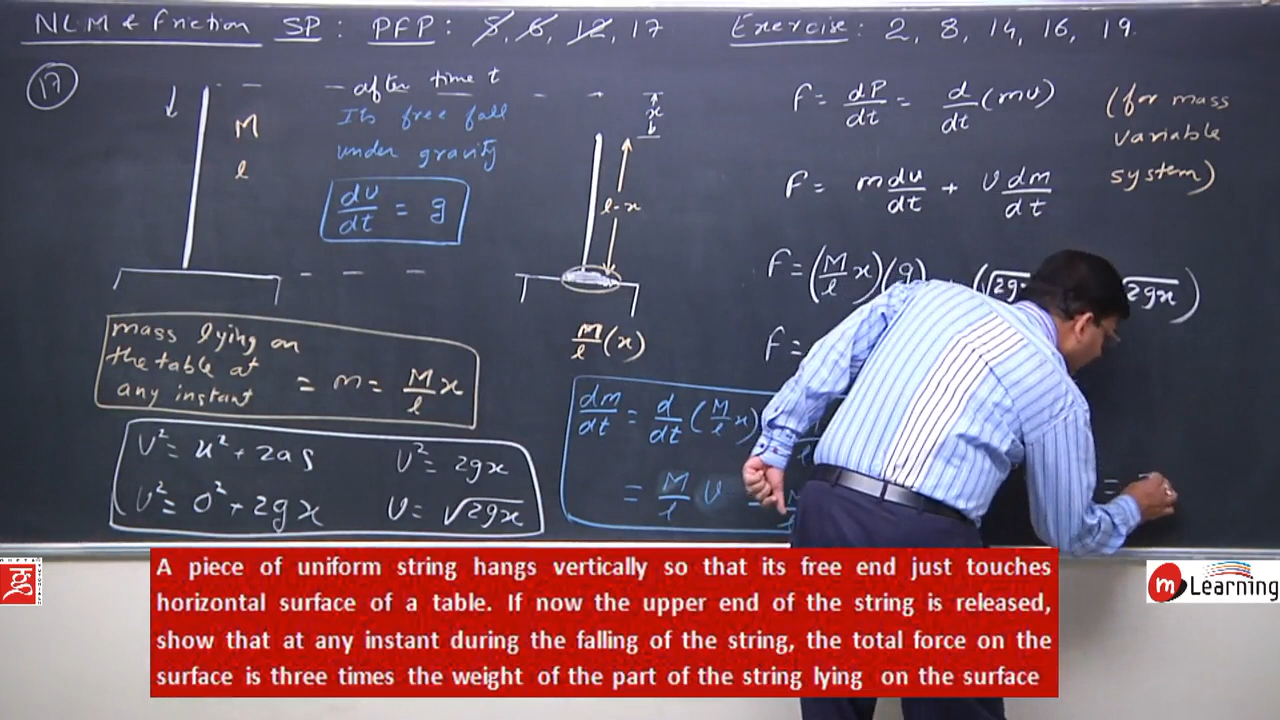 NLM & Friction SP : PFP : 5, 6, 12, 17 Exercise : 2, 8, 14, 16, 19
17
M
l
after time t
Its free fall
under gravity
dv/dt = g
x
l-x
M/l (x)
F = dP/dt = d/dt (mv) (for mass
variable
system)
F = m dv/dt + v dm/dt
F = (M/l x)(g)
√2gx)
F =
mass lying on
the table at
any instant = m = M/l x
v² = u² + 2as v² = 2gx
v² = 0² + 2gx v = √2gx
dm/dt = d/dt (M/l x)
= M/l v =
=
A piece of uniform string hangs vertically so that its free end just touches
horizontal surface of a table. If now the upper end of the string is released,
show that at any instant during the falling of the string, the total force on the
surface is three times the weight of the part of the string lying on the surface
m Learning